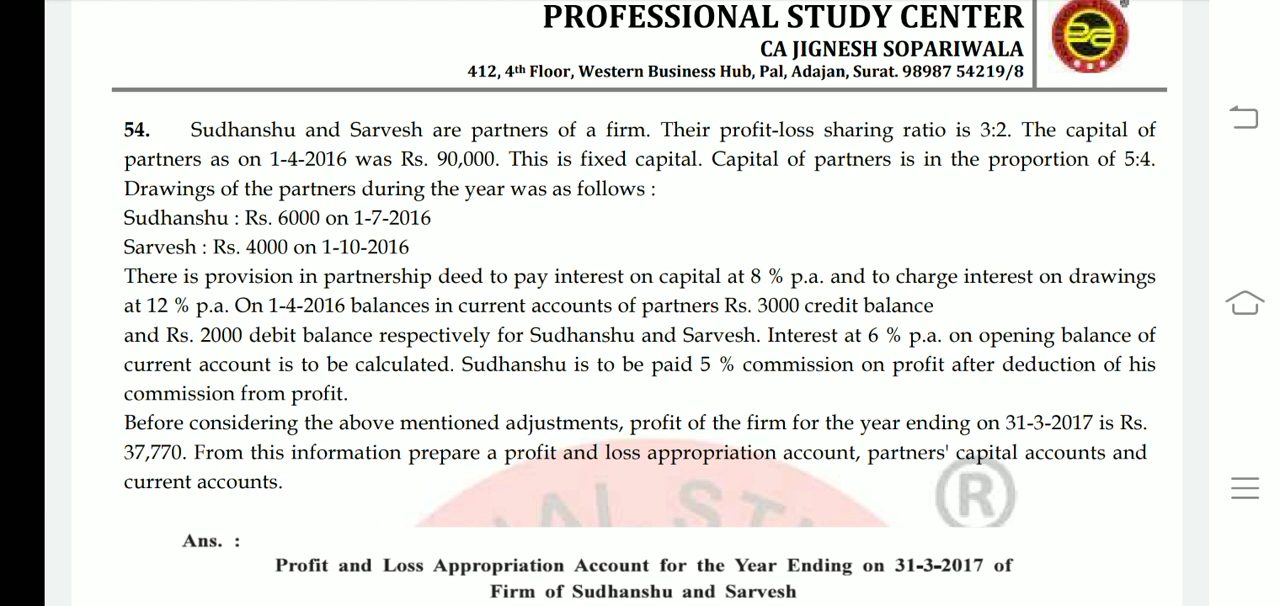 PROFESSIONAL STUDY CENTER
CA JIGNESH SOPARIWALA
412, 4th Floor, Western Business Hub, Pal, Adajan, Surat. 98987 54219/8
54. Sudhanshu and Sarvesh are partners of a firm. Their profit-loss sharing ratio is 3:2. The capital of
partners as on 1-4-2016 was Rs. 90,000. This is fixed capital. Capital of partners is in the proportion of 5:4.
Drawings of the partners during the year was as follows :
Sudhanshu : Rs. 6000 on 1-7-2016
Sarvesh : Rs. 4000 on 1-10-2016
There is provision in partnership deed to pay interest on capital at 8 % p.a. and to charge interest on drawings
at 12 % p.a. On 1-4-2016 balances in current accounts of partners Rs. 3000 credit balance
and Rs. 2000 debit balance respectively for Sudhanshu and Sarvesh. Interest at 6 % p.a. on opening balance of
current account is to be calculated. Sudhanshu is to be paid 5 % commission on profit after deduction of his
commission from profit.
Before considering the above mentioned adjustments, profit of the firm for the year ending on 31-3-2017 is Rs.
37,770. From this information prepare a profit and loss appropriation account, partners' capital accounts and
current accounts.
Ans. :
Profit and Loss Appropriation Account for the Year Ending on 31-3-2017 of
Firm of Sudhanshu and Sarvesh